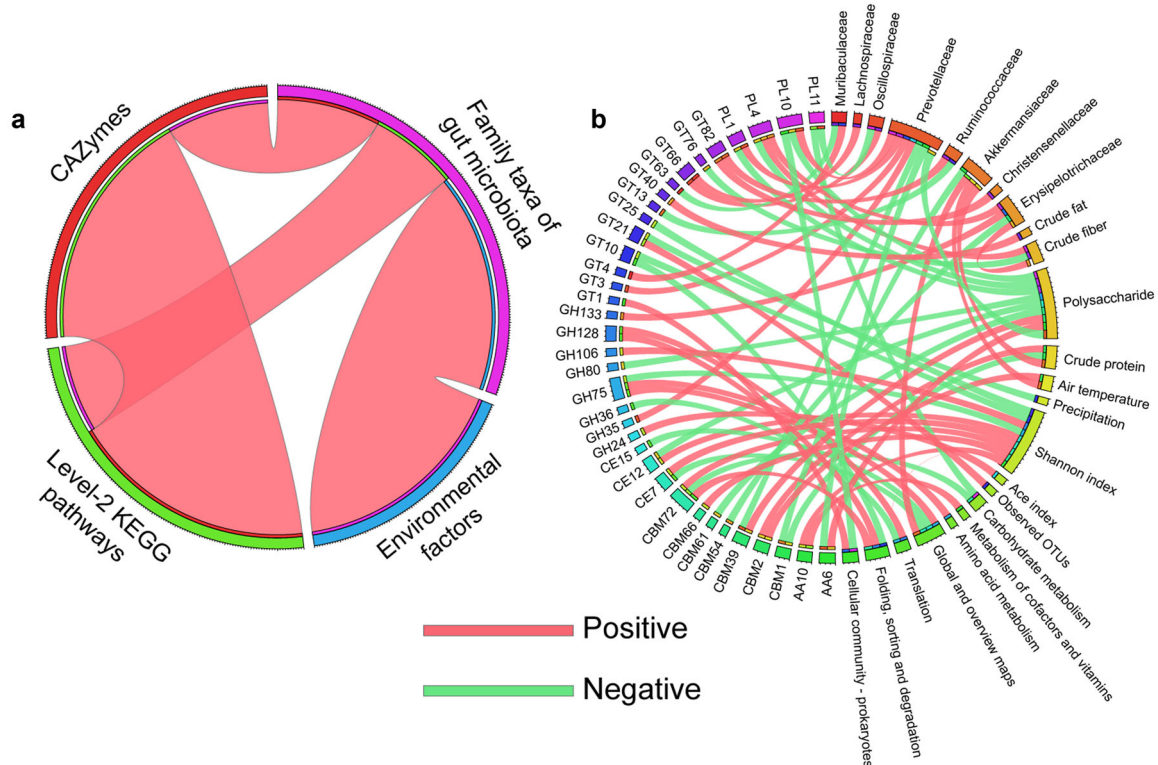 a
CAZymes
Family taxa of
gut microbiota
Level-2 KEGG
pathways
Environmental
factors
b
Muribaculaceae
Lachnospiraceae
Oscillospiraceae
Prevotellaceae
Ruminococcaceae
Akkermansiaceae
Christensenellaceae
Erysipelotrichaceae
Crude fat
Crude fiber
Polysaccharide
Crude protein
Air temperature
Precipitation
Shannon index
Ace index
Observed OTUs
Carbohydrate metabolism
Metabolism of cofactors and vitamins
Amino acid metabolism
Global and overview maps
Translation
Folding, sorting and degradation
Cellular community - prokaryotes
AA6
AA10
CBM1
CBM2
CBM39
CBM54
CBM61
CBM66
CBM72
CE7
CE12
CE15
GH24
GH35
GH36
GH75
GH80
GH106
GH128
GH133
GT1
GT3
GT4
GT10
GT21
GT25
GT13
GT40
GT63
GT66
GT76
GT82
PL1
PL4
PL10
PL11
Positive
Negative